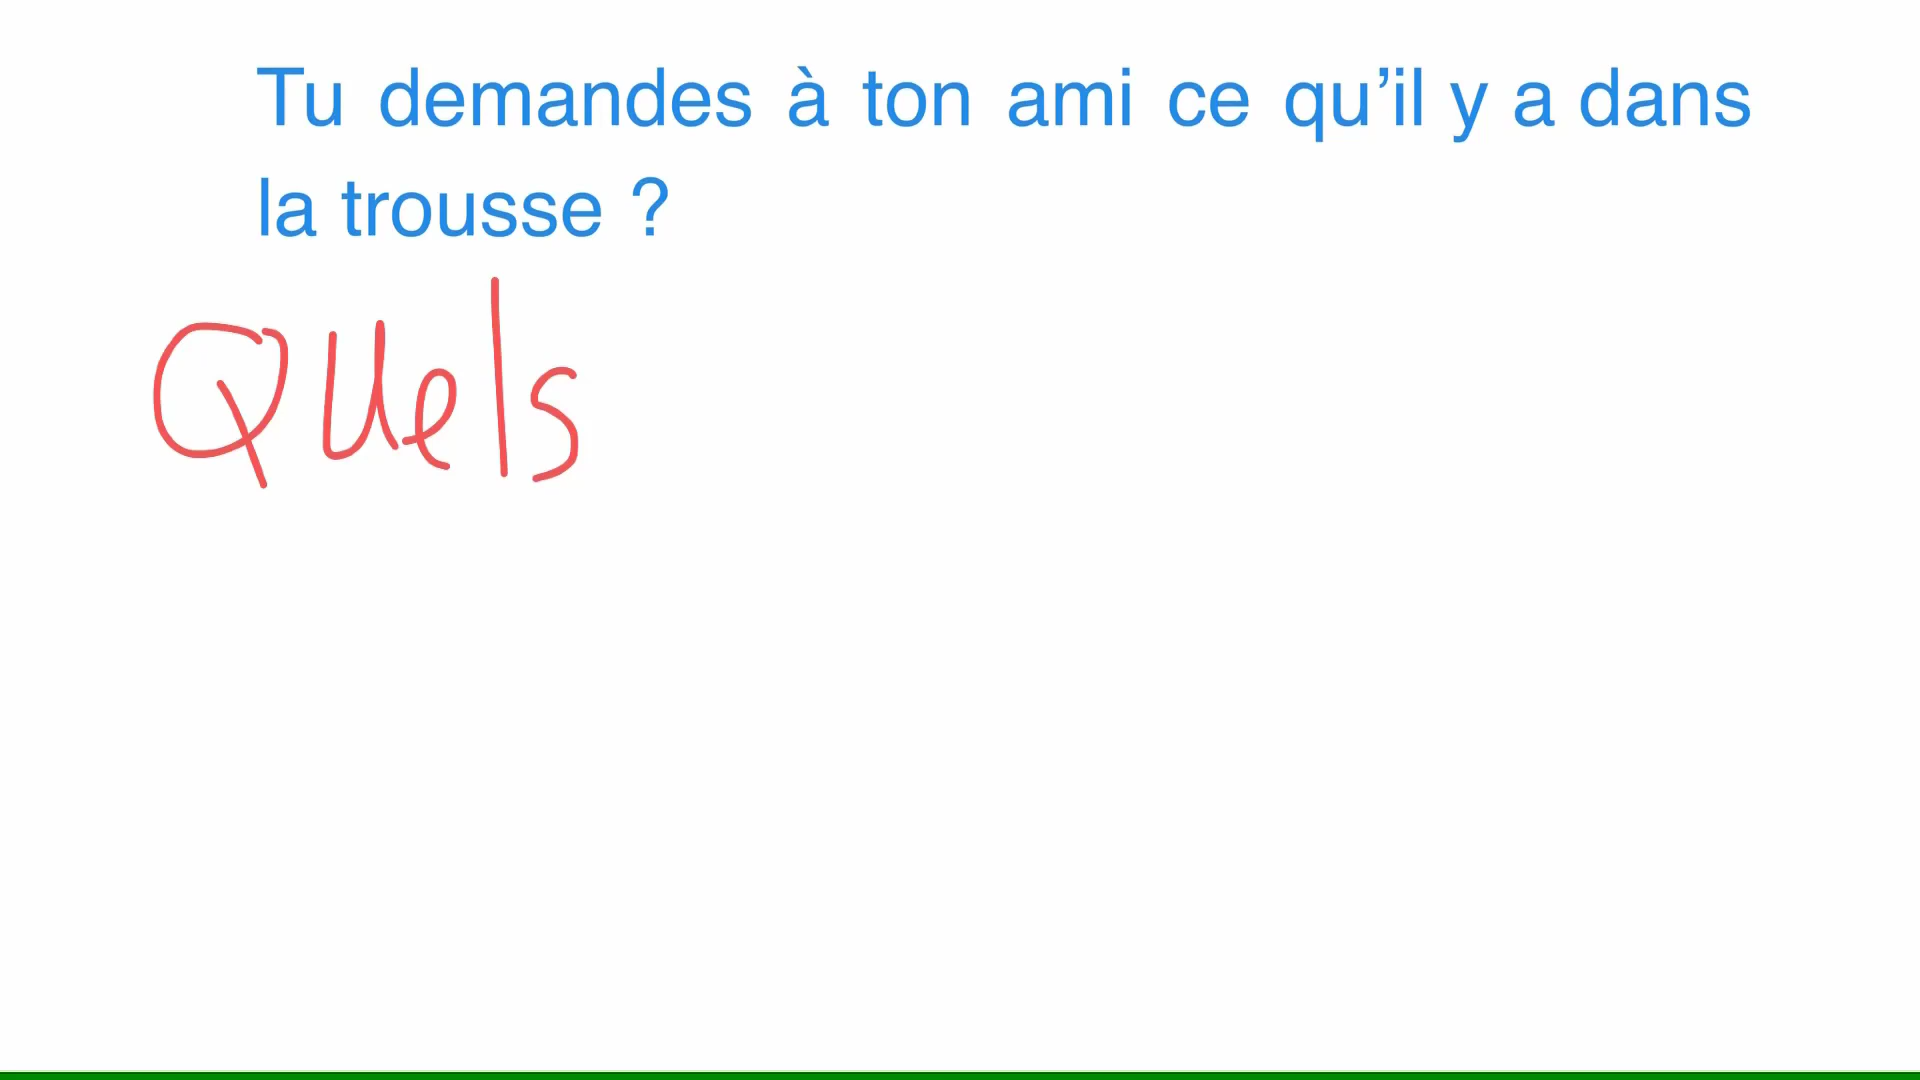 Tu demandes à ton ami ce qu’il y a dans
la trousse ?
Quels